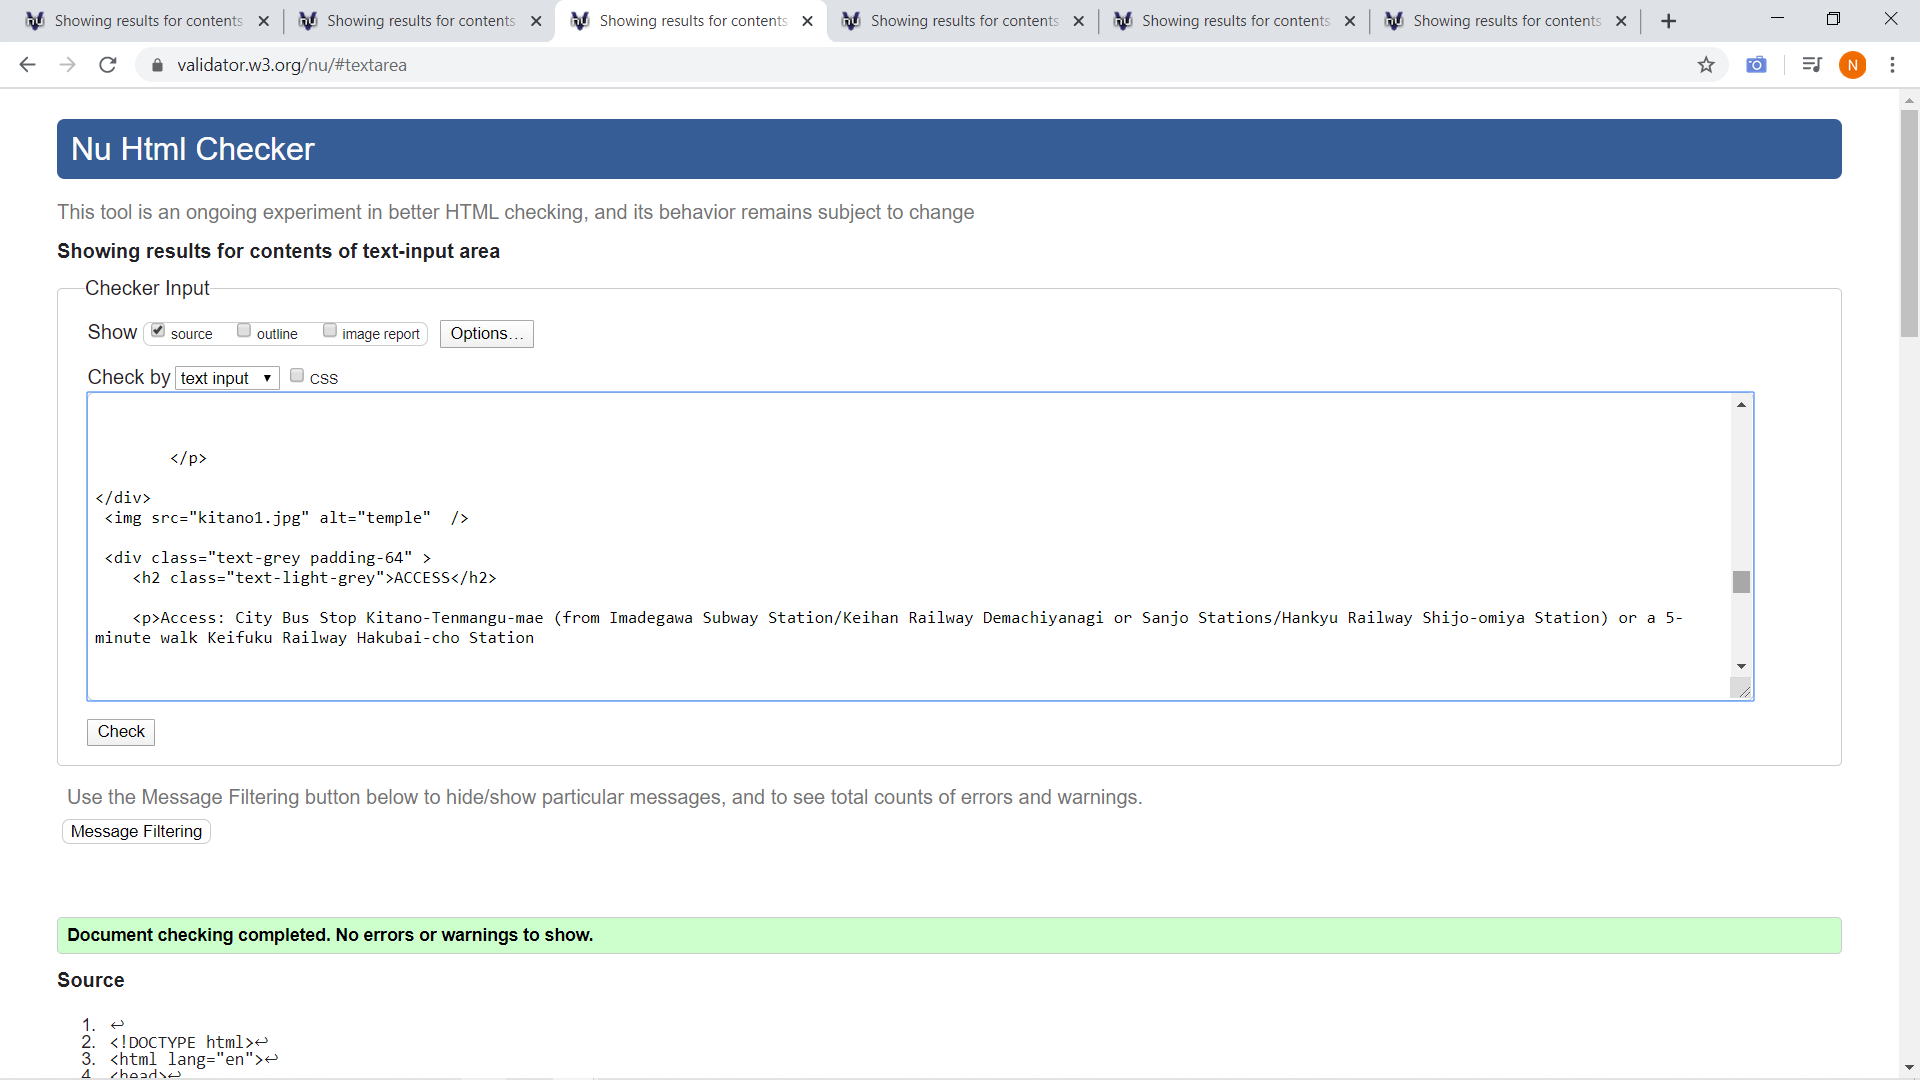 Showing results for contents
Showing results for contents
Showing results for contents
Showing results for contents
Showing results for contents
Showing results for contents
validator.w3.org/nu/#textarea
N
Nu Html Checker
This tool is an ongoing experiment in better HTML checking, and its behavior remains subject to change
Showing results for contents of text-input area
Checker Input
Show source outline image report Options...
Check by text input CSS
</p>
</div>
<img src="kitano1.jpg" alt="temple"  />
<div class="text-grey padding-64" >
<h2 class="text-light-grey">ACCESS</h2>
<p>Access: City Bus Stop Kitano-Tenmangu-mae (from Imadegawa Subway Station/Keihan Railway Demachiyanagi or Sanjo Stations/Hankyu Railway Shijo-omiya Station) or a 5-
minute walk Keifuku Railway Hakubai-cho Station
Check
Use the Message Filtering button below to hide/show particular messages, and to see total counts of errors and warnings.
Message Filtering
Document checking completed. No errors or warnings to show.
Source
1. ↩
2. <!DOCTYPE html>↩
3. <html lang="en">↩
4. <head>↩